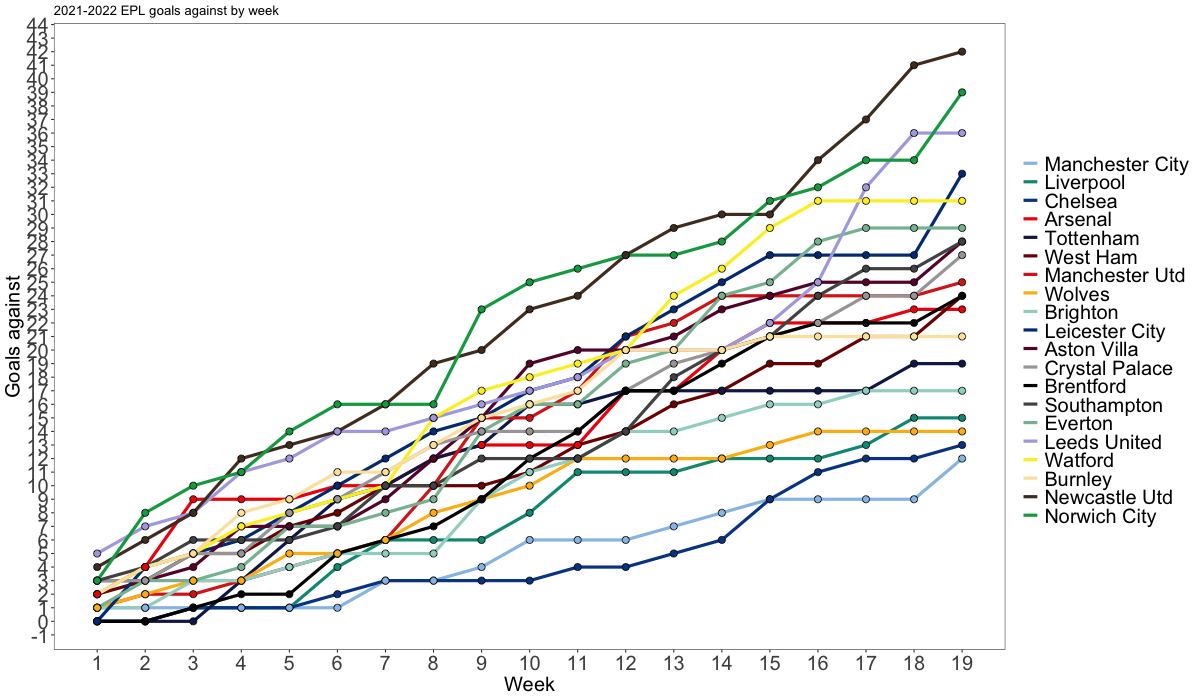 2021-2022 EPL goals against by week
44
43
42
41
40
39
38
37
36
35
34
33
32
31
30
29
28
27
26
25
24
23
22
21
20
19
18
17
16
15
14
13
12
11
10
9
8
7
6
5
4
3
2
1
0
-1
Goals against
1 2 3 4 5 6 7 8 9 10 11 12 13 14 15 16 17 18 19
Week
Manchester City
Liverpool
Chelsea
Arsenal
Tottenham
West Ham
Manchester Utd
Wolves
Brighton
Leicester City
Aston Villa
Crystal Palace
Brentford
Southampton
Everton
Leeds United
Watford
Burnley
Newcastle Utd
Norwich City